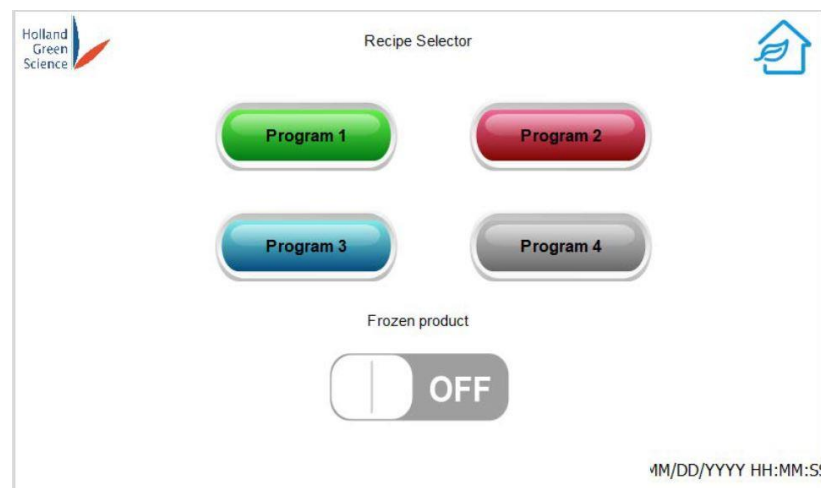 Holland
Green
Science
Recipe Selector
Program 1
Program 2
Program 3
Program 4
Frozen product
OFF
MM/DD/YYYY HH:MM:S